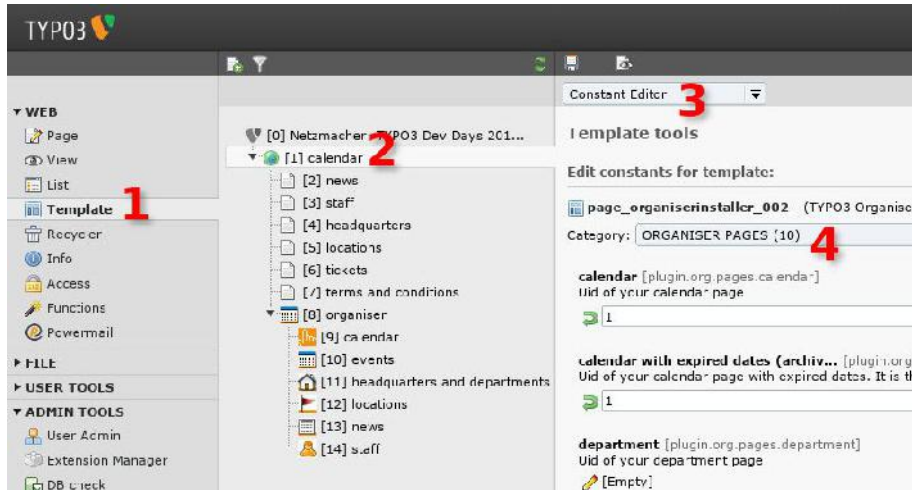 TYPO3
Constant Editor
3
WEB
Page
View
List
Template
1
Recycler
Info
Access
Functions
Powermail
FILE
USER TOOLS
ADMIN TOOLS
User Admin
Extension Manager
DB check
[0] Netzmacher: TYPO3 Dev Days 201...
[1] calendar
2
[2] news
[3] staff
[4] headquarters
[5] locations
[6] tickets
[7] terms and conditions
[8] organiser
[9] calendar
[10] events
[11] headquarters and departments
[12] locations
[13] news
[14] staff
Template tools
Edit constants for template:
page_organiserinstaller_002 (TYPO3 Organise
Category: ORGANISER PAGES (10)
4
calendar [plugin.org.pages.calendar]
Uid of your calendar page
1
calendar with expired dates (archiv... [plugin.org
Uid of your calendar page with expired dates. It is th
1
department [plugin.org.pages.department]
Uid of your department page
[Empty]